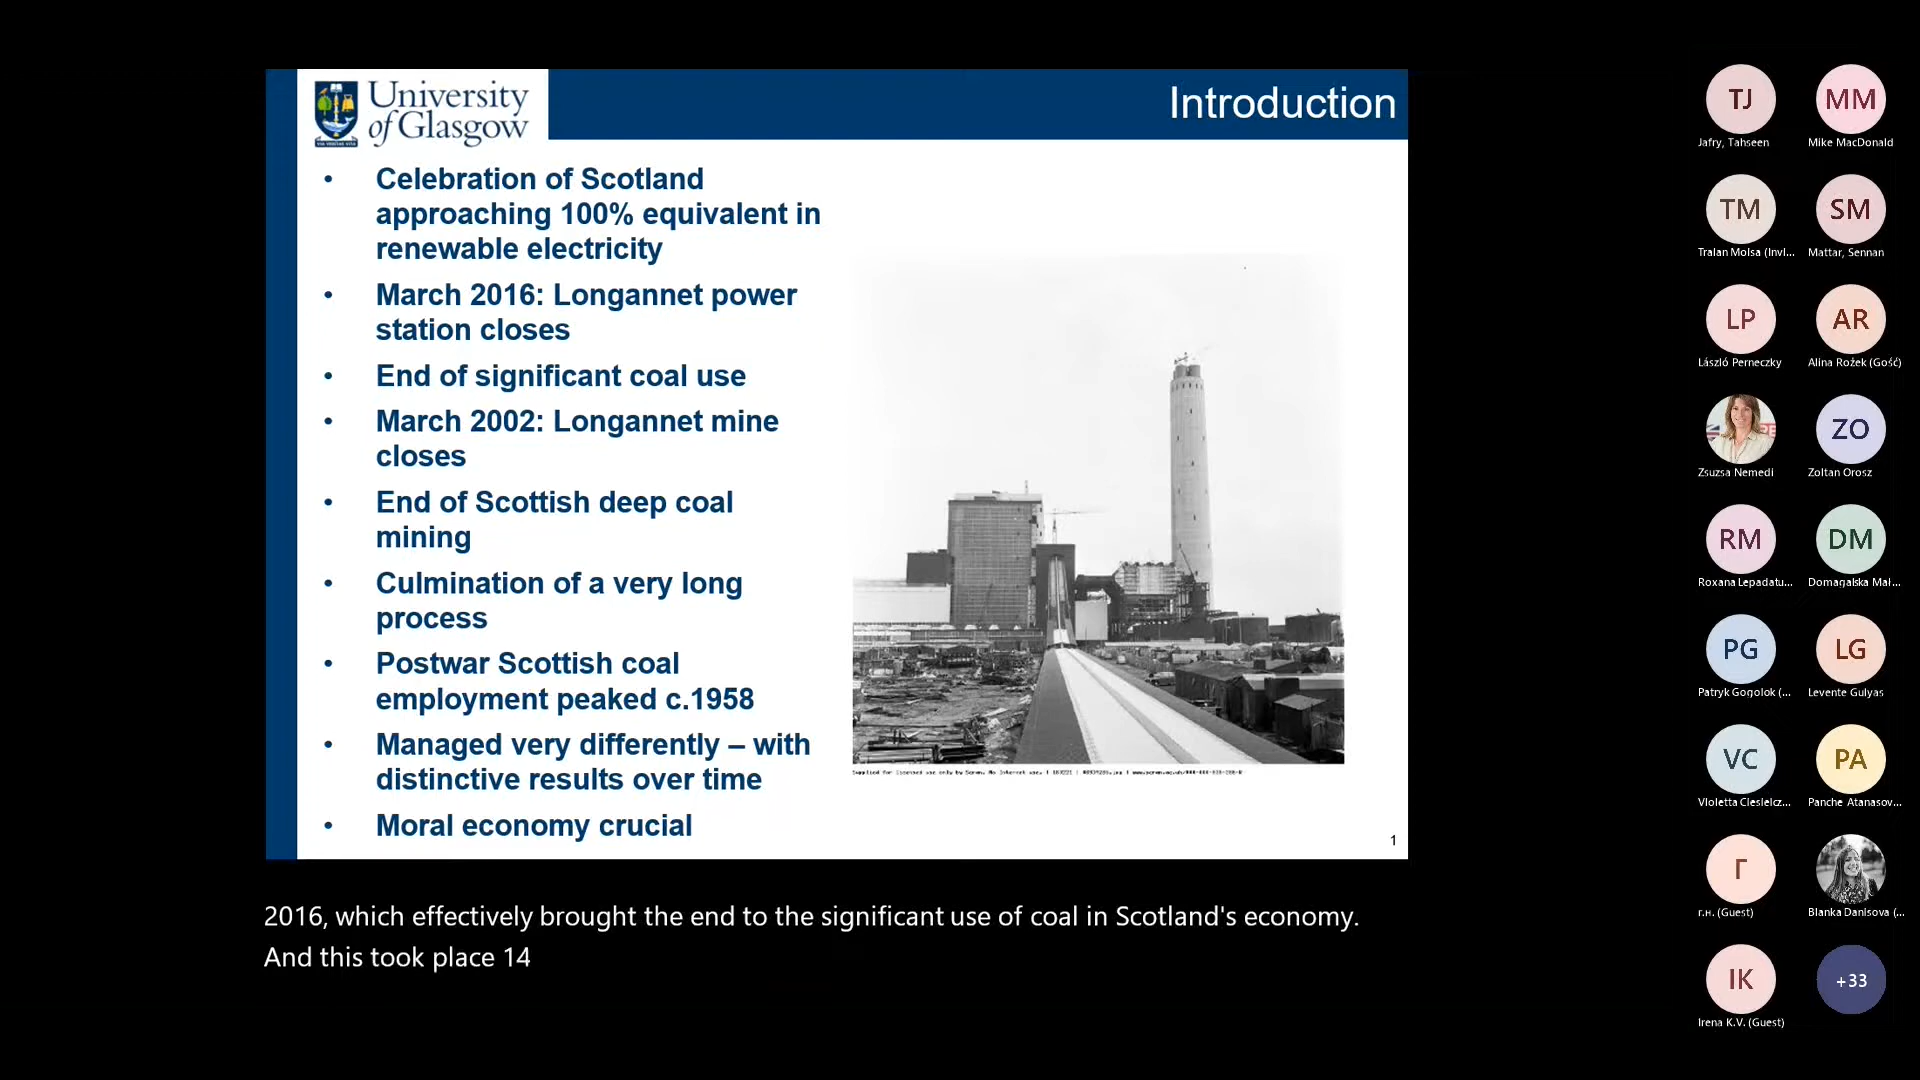 University
of Glasgow
Introduction
• Celebration of Scotland
approaching 100% equivalent in
renewable electricity
• March 2016: Longannet power
station closes
• End of significant coal use
• March 2002: Longannet mine
closes
• End of Scottish deep coal
mining
• Culmination of a very long
process
• Postwar Scottish coal
employment peaked c.1958
• Managed very differently – with
distinctive results over time
• Moral economy crucial
1
2016, which effectively brought the end to the significant use of coal in Scotland's economy.
And this took place 14
TJ
Jafry, Tahseen
MM
Mike MacDonald
TM
Traian Moisa (Invi...
SM
Mattar, Sennan
LP
László Perneczky
AR
Alina Rożek (Gość)
Zsuzsa Nemedi
ZO
Zoltan Orosz
RM
Roxana Lepadatu...
DM
Domagalska Mał...
PG
Patryk Gogolok (...
LG
Levente Gulyas
VC
Violetta Ciesielcz...
PA
Panche Atanasov...
Г
г.н. (Guest)
Blanka Danisova (...
IK
Irena K.V. (Guest)
+33